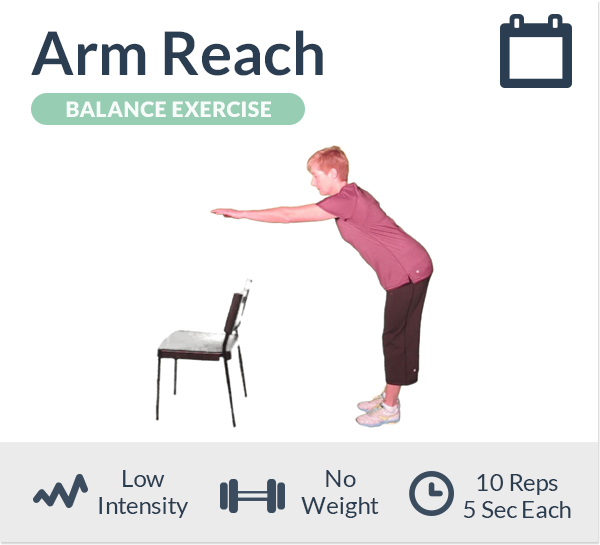 Arm Reach
BALANCE EXERCISE
Low
Intensity
No
Weight
10 Reps
5 Sec Each